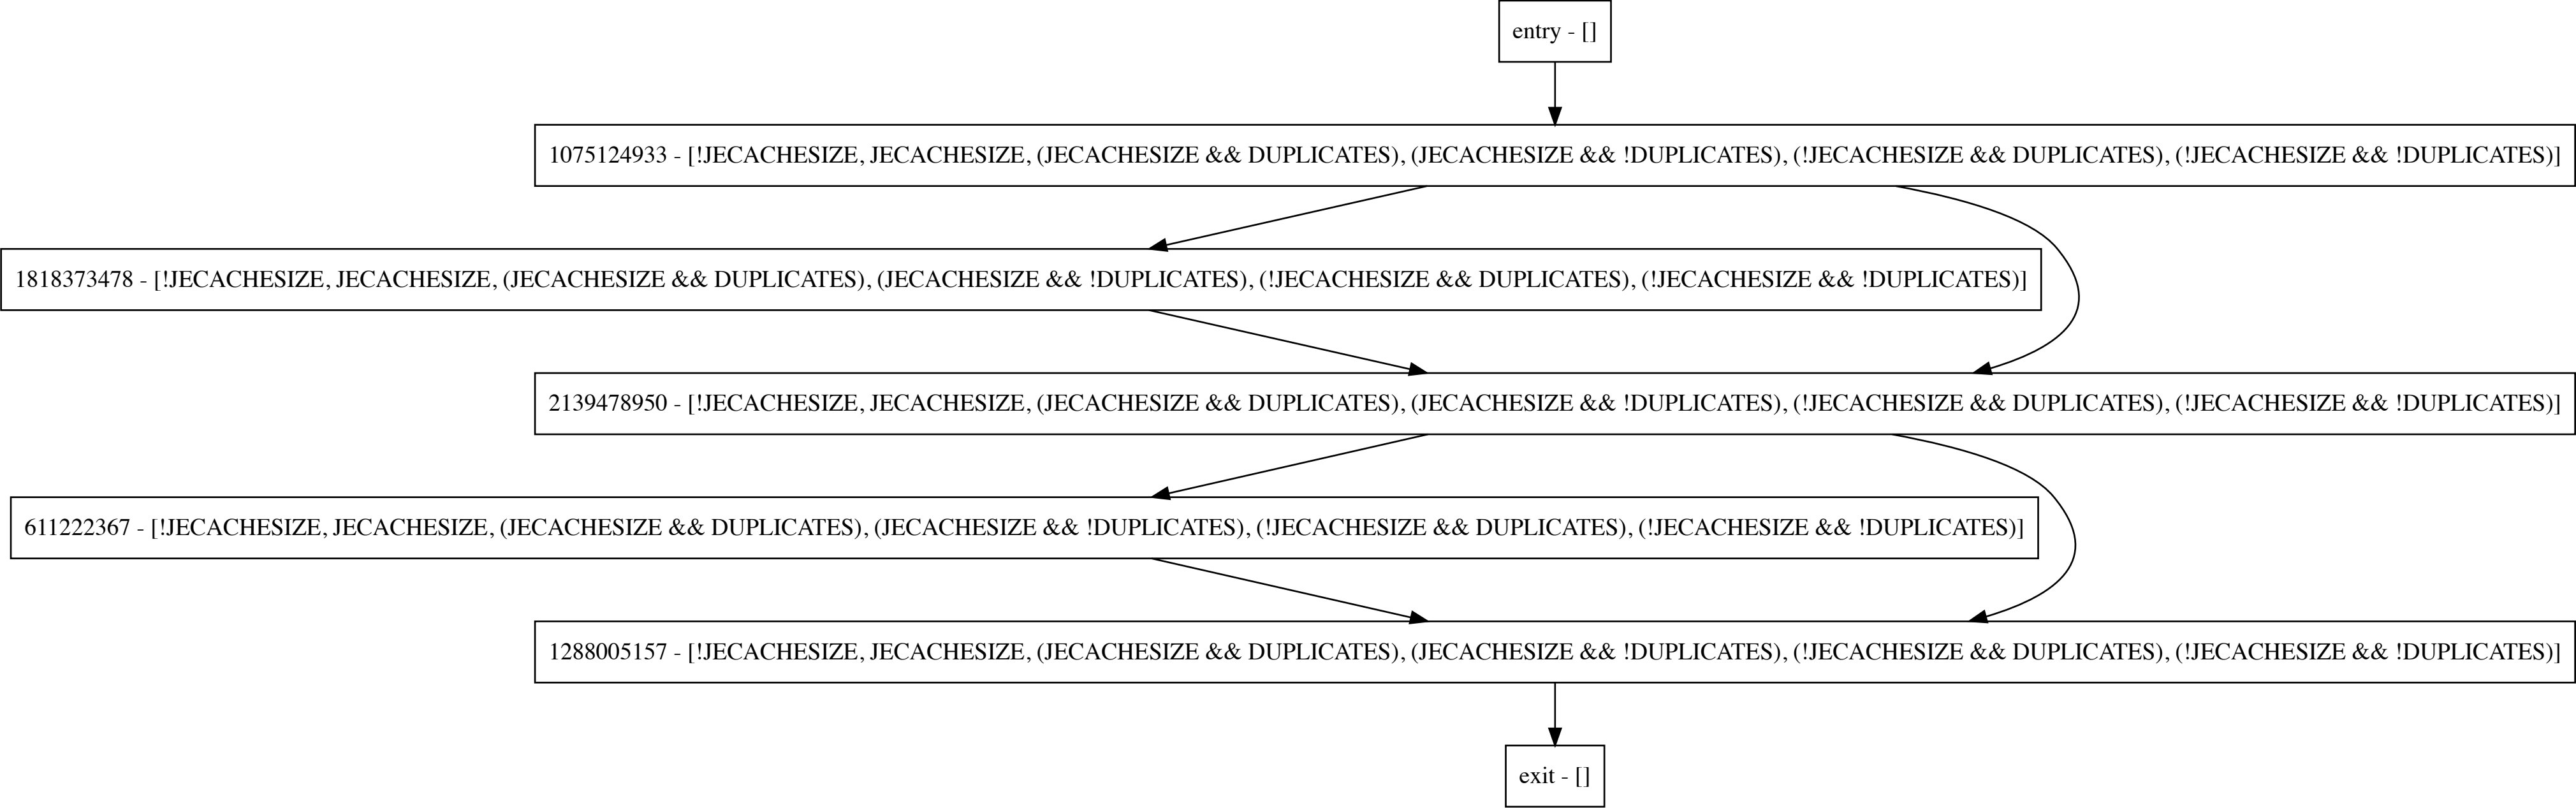 entry - []
1075124933 - [!JECACHESIZE, JECACHESIZE, (JECACHESIZE && DUPLICATES), (JECACHESIZE && !DUPLICATES), (!JECACHESIZE && DUPLICATES), (!JECACHESIZE && !DUPLICATES)]
1818373478 - [!JECACHESIZE, JECACHESIZE, (JECACHESIZE && DUPLICATES), (JECACHESIZE && !DUPLICATES), (!JECACHESIZE && DUPLICATES), (!JECACHESIZE && !DUPLICATES)]
2139478950 - [!JECACHESIZE, JECACHESIZE, (JECACHESIZE && DUPLICATES), (JECACHESIZE && !DUPLICATES), (!JECACHESIZE && DUPLICATES), (!JECACHESIZE && !DUPLICATES)]
611222367 - [!JECACHESIZE, JECACHESIZE, (JECACHESIZE && DUPLICATES), (JECACHESIZE && !DUPLICATES), (!JECACHESIZE && DUPLICATES), (!JECACHESIZE && !DUPLICATES)]
1288005157 - [!JECACHESIZE, JECACHESIZE, (JECACHESIZE && DUPLICATES), (JECACHESIZE && !DUPLICATES), (!JECACHESIZE && DUPLICATES), (!JECACHESIZE && !DUPLICATES)]
exit - []